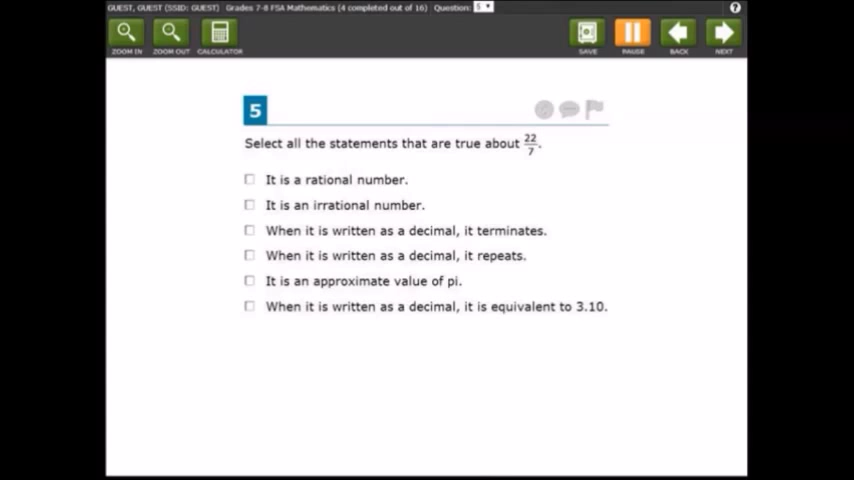 GUEST, GUEST (SSID: GUEST) Grades 7-8 FSA Mathematics (4 completed out of 16) Question: 5 ?
ZOOM IN ZOOM OUT CALCULATOR SAVE PAUSE BACK NEXT
5
Select all the statements that are true about 22/7.
It is a rational number.
It is an irrational number.
When it is written as a decimal, it terminates.
When it is written as a decimal, it repeats.
It is an approximate value of pi.
When it is written as a decimal, it is equivalent to 3.10.